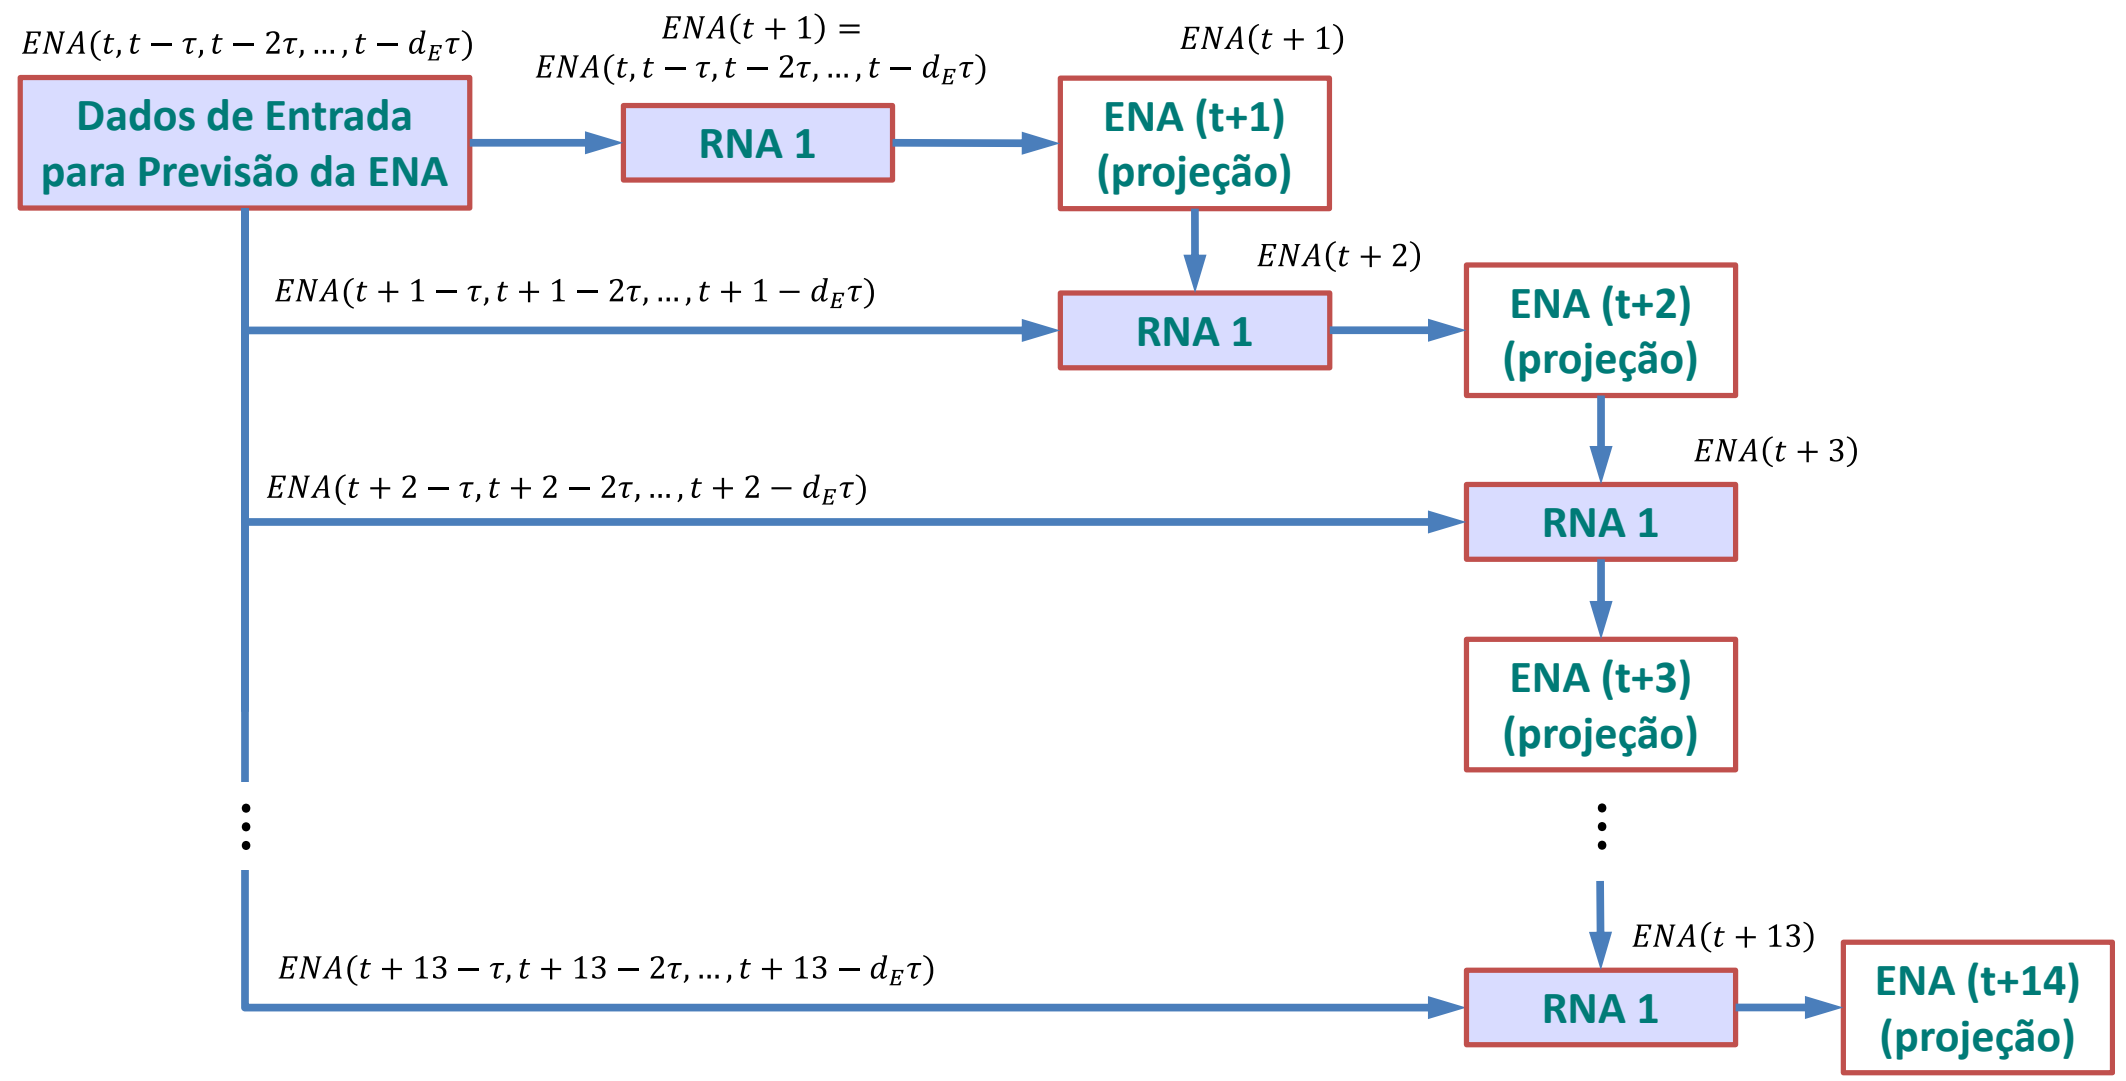 ENA(t, t − τ, t − 2τ, …, t − d_Eτ)
ENA(t + 1) =
ENA(t, t − τ, t − 2τ, …, t − d_Eτ)
ENA(t + 1)
Dados de Entrada
para Previsão da ENA
RNA 1
ENA (t+1)
(projeção)
ENA(t + 1 − τ, t + 1 − 2τ, …, t + 1 − d_Eτ)
ENA(t + 2)
RNA 1
ENA (t+2)
(projeção)
ENA(t + 2 − τ, t + 2 − 2τ, …, t + 2 − d_Eτ)
ENA(t + 3)
RNA 1
ENA (t+3)
(projeção)
⋮
⋮
ENA(t + 13 − τ, t + 13 − 2τ, …, t + 13 − d_Eτ)
ENA(t + 13)
RNA 1
ENA (t+14)
(projeção)